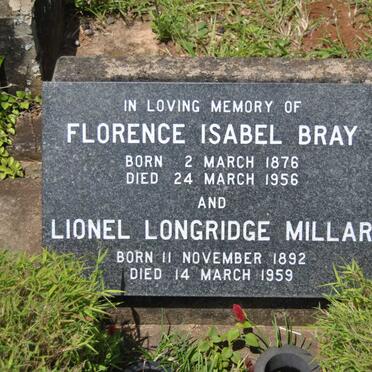 IN LOVING MEMORY OF
FLORENCE ISABEL BRAY
BORN 2 MARCH 1876
DIED 24 MARCH 1956
AND
LIONEL LONGRIDGE MILLAR
BORN 11 NOVEMBER 1892
DIED 14 MARCH 1959